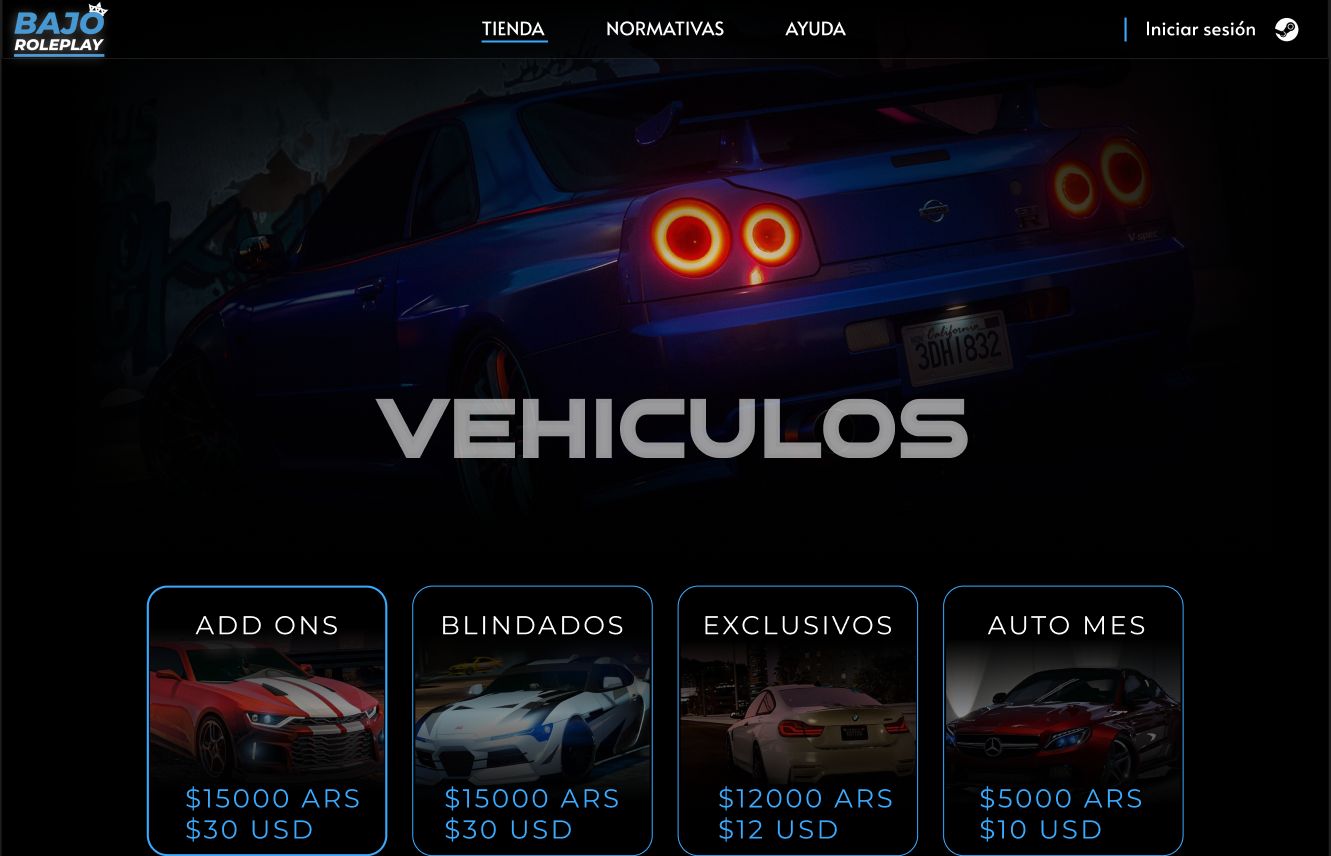 BAJO
ROLEPLAY
TIENDA
NORMATIVAS
AYUDA
Iniciar sesión
V-spec
California
3DH1832
VEHICULOS
ADD ONS
$15000 ARS
$30 USD
BLINDADOS
$15000 ARS
$30 USD
EXCLUSIVOS
$12000 ARS
$12 USD
AUTO MES
$5000 ARS
$10 USD